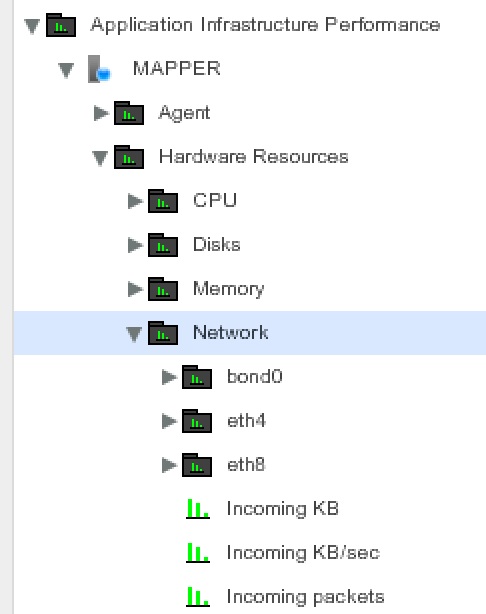 Application Infrastructure Performance
MAPPER
Agent
Hardware Resources
CPU
Disks
Memory
Network
bond0
eth4
eth8
Incoming KB
Incoming KB/sec
Incoming packets